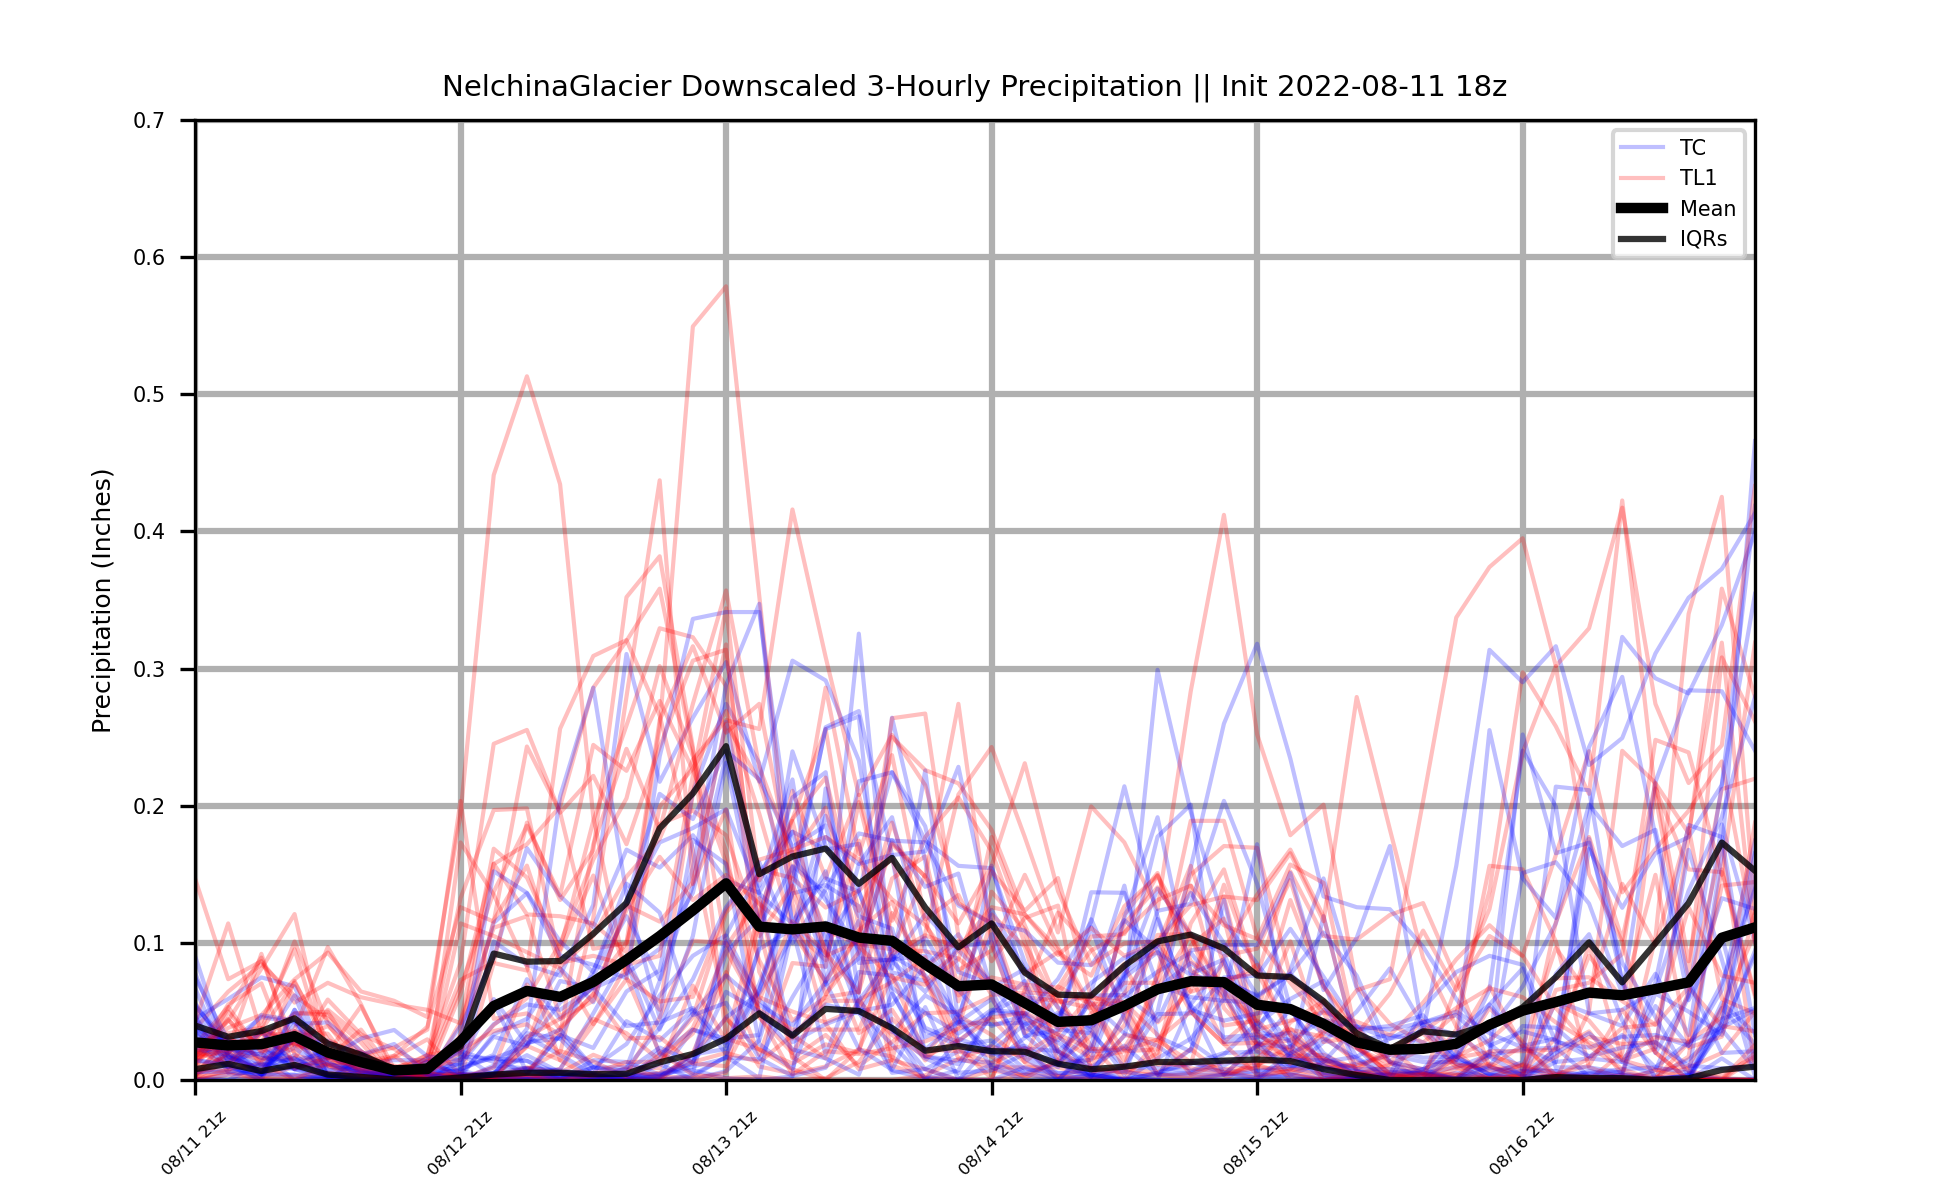 NelchinaGlacier Downscaled 3-Hourly Precipitation || Init 2022-08-11 18z
TC
TL1
Mean
IQRs
Precipitation (Inches)
0.7
0.6
0.5
0.4
0.3
0.2
0.1
0.0
08/11 21z
08/12 21z
08/13 21z
08/14 21z
08/15 21z
08/16 21z